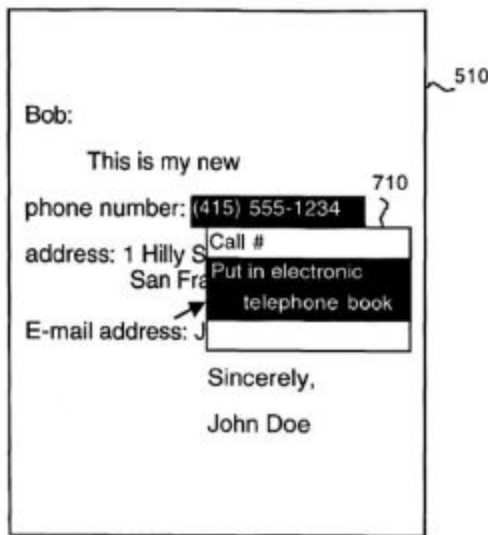 510
Bob:
This is my new
710
phone number: (415) 555-1234
Call #
address: 1 Hilly S
Put in electronic
San Fra
telephone book
E-mail address: J
Sincerely,
John Doe